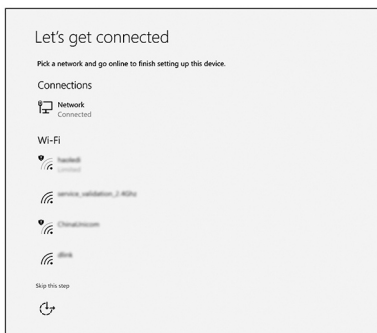 Let's get connected
Pick a network and go online to finish setting up this device.
Connections
Network
Connected
Wi-Fi
Limited
service_validation_2.4Ghz
ChinaUnicom
dlink
Skip this step